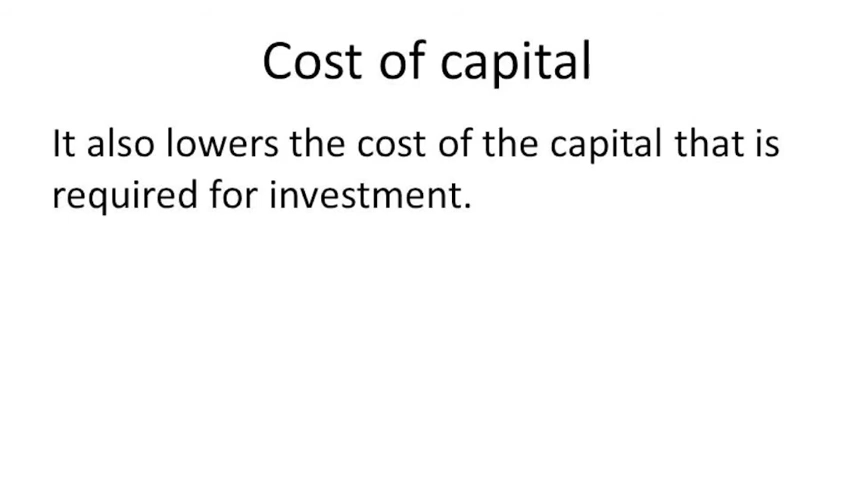 Cost of capital
It also lowers the cost of the capital that is
required for investment.